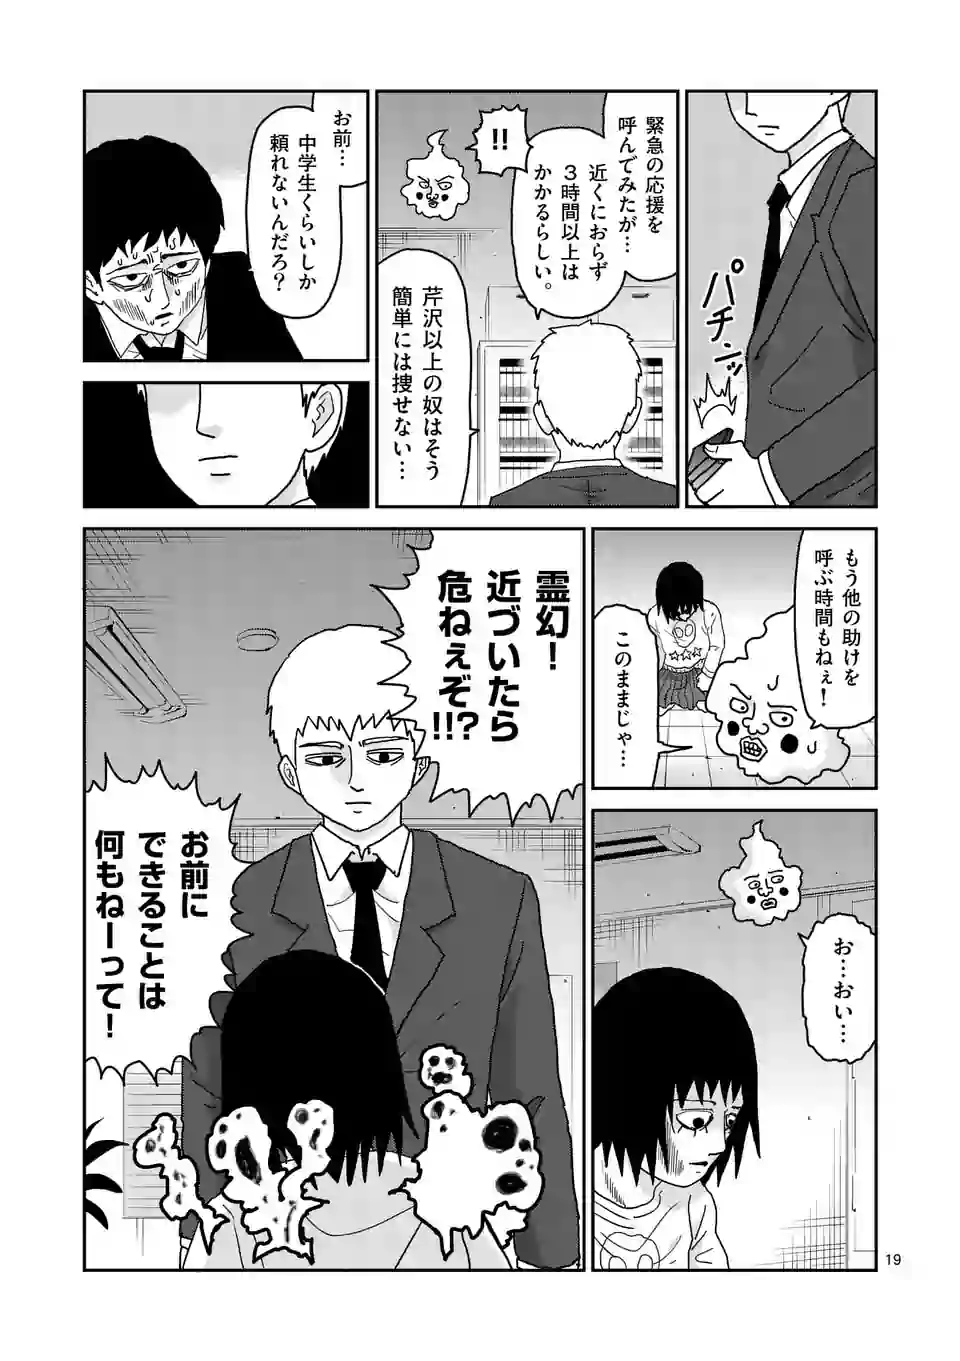 緊急の応援を
呼んでみたが…
近くにおらず
３時間以上は
かかるらしい。
パチンッ
!!
芹沢以上の奴はそう
簡単には捜せない…
お前…
中学生くらいしか
頼れないんだろ？
もう他の助けを
呼ぶ時間もねぇ！
このままじゃ…
お…おい…
霊幻！
近づいたら
危ねぇぞ!!?
お前に
できることは
何もねーって！
19